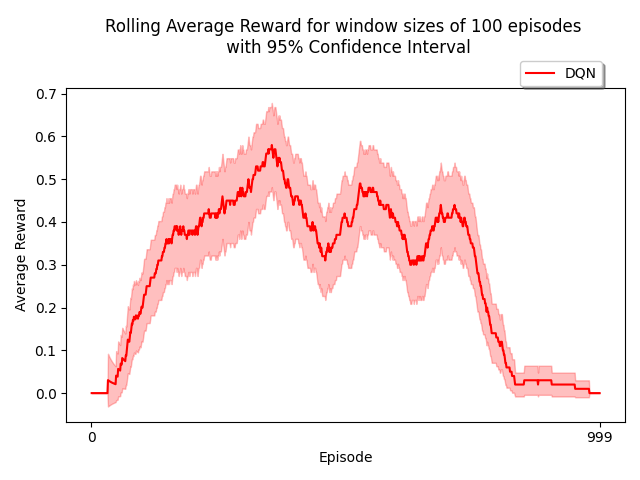 Rolling Average Reward for window sizes of 100 episodes
with 95% Confidence Interval
DQN
0.7
0.6
0.5
0.4
0.3
0.2
0.1
0.0
Average Reward
0
999
Episode